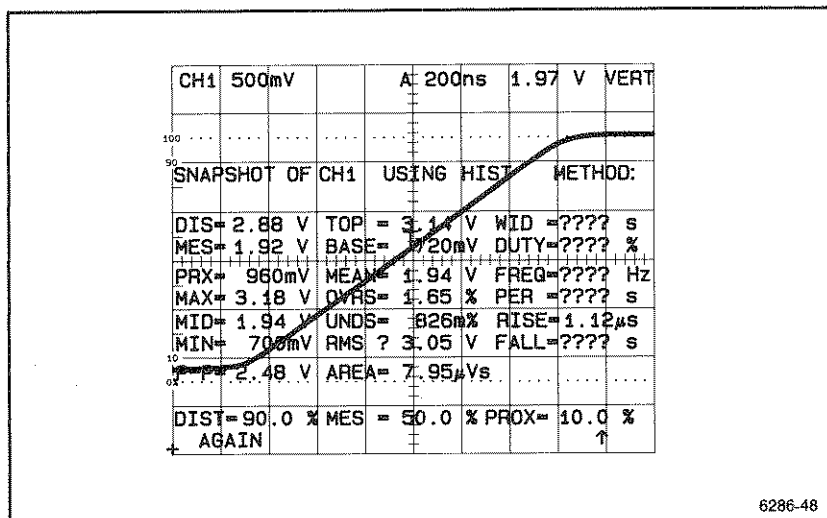 CH1 500mV A 200ns 1.97 V VERT
100
90
SNAPSHOT OF CH1 USING HIST METHOD:
DIS= 2.88 V TOP = 3.14 V WID =???? s
MES= 1.92 V BASE= 720mV DUTY=???? %
PRX= 960mV MEAN= 1.94 V FREQ=???? Hz
MAX= 3.18 V OVRS= 1.65 % PER =???? s
MID= 1.94 V UNDS= 826m% RISE=1.12µs
MIN= 700mV RMS ? 3.05 V FALL=???? s
10
2.48 V AREA= 7.95µVs
0%
DIST=90.0 % MES = 50.0 % PROX= 10.0 %
AGAIN ↑
6286-48